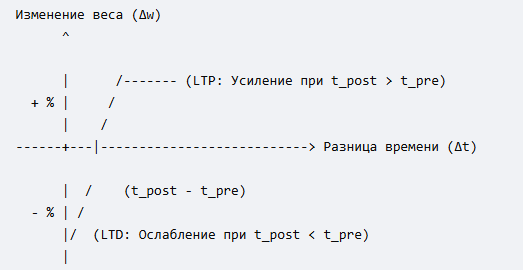 Изменение веса (Δw)
^
|      /------- (LTP: Усиление при t_post > t_pre)
+ % |     /
|    /
------+---|---------------------------> Разница времени (Δt)
|  /    (t_post - t_pre)
- % | /
|/  (LTD: Ослабление при t_post < t_pre)
|